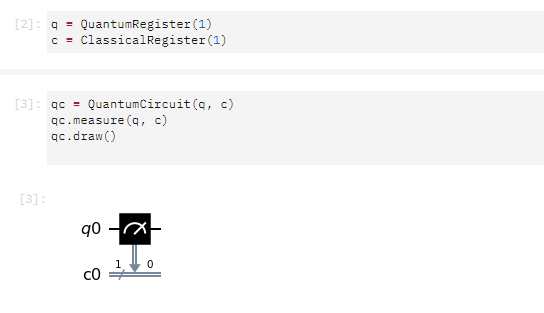 [2]: q = QuantumRegister(1)
c = ClassicalRegister(1)
[3]: qc = QuantumCircuit(q, c)
qc.measure(q, c)
qc.draw()
[3]:
q0
1 0
c0